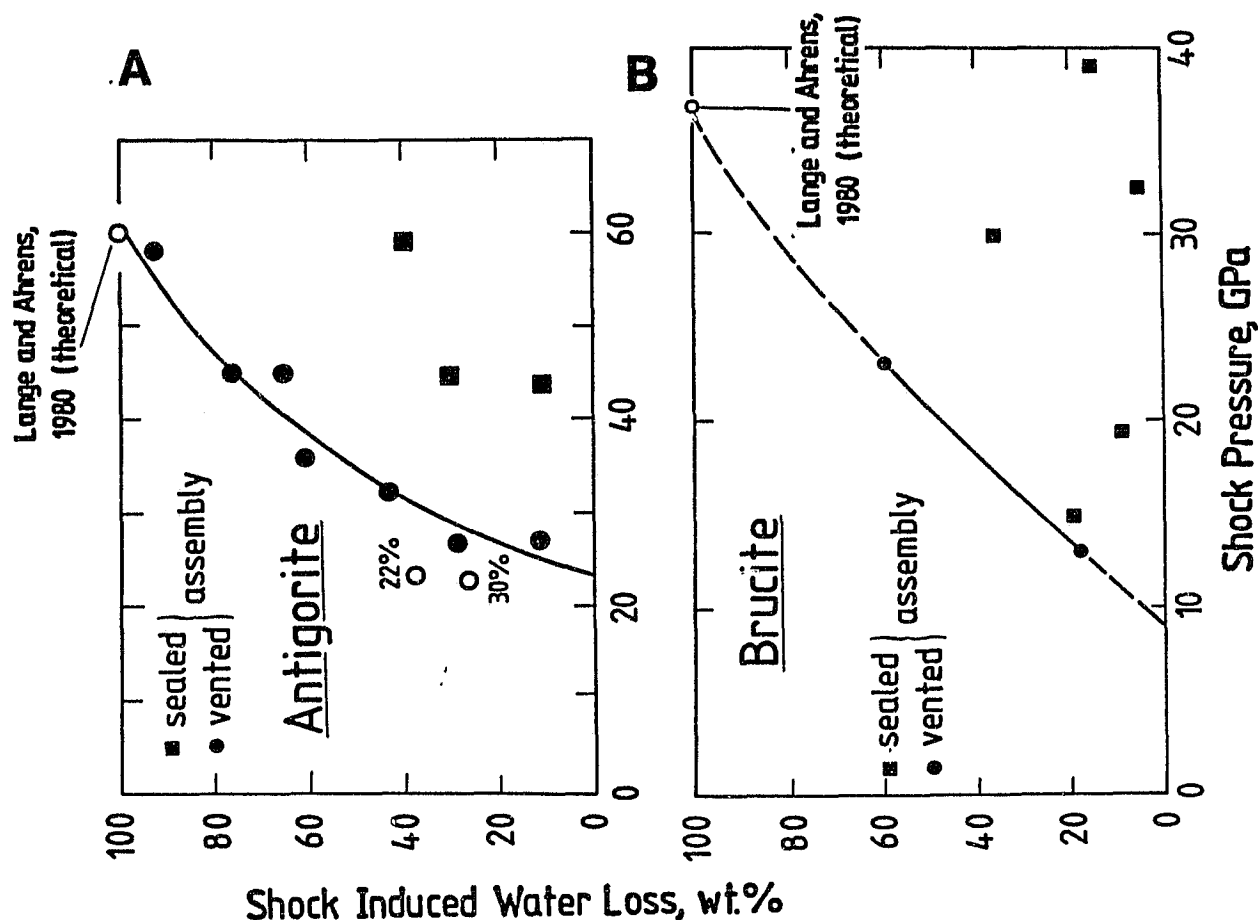 A
Lange and Ahrens,
1980 (theoretical)
■ sealed } assembly
● vented
Antigorite
22%
30%
100
80
60
40
20
0
0
20
40
60
B
Lange and Ahrens,
1980 (theoretical)
Brucite
■ sealed } assembly
● vented
100
80
60
40
20
0
0
10
20
30
40
Shock Pressure, GPa
Shock Induced Water Loss, wt.%